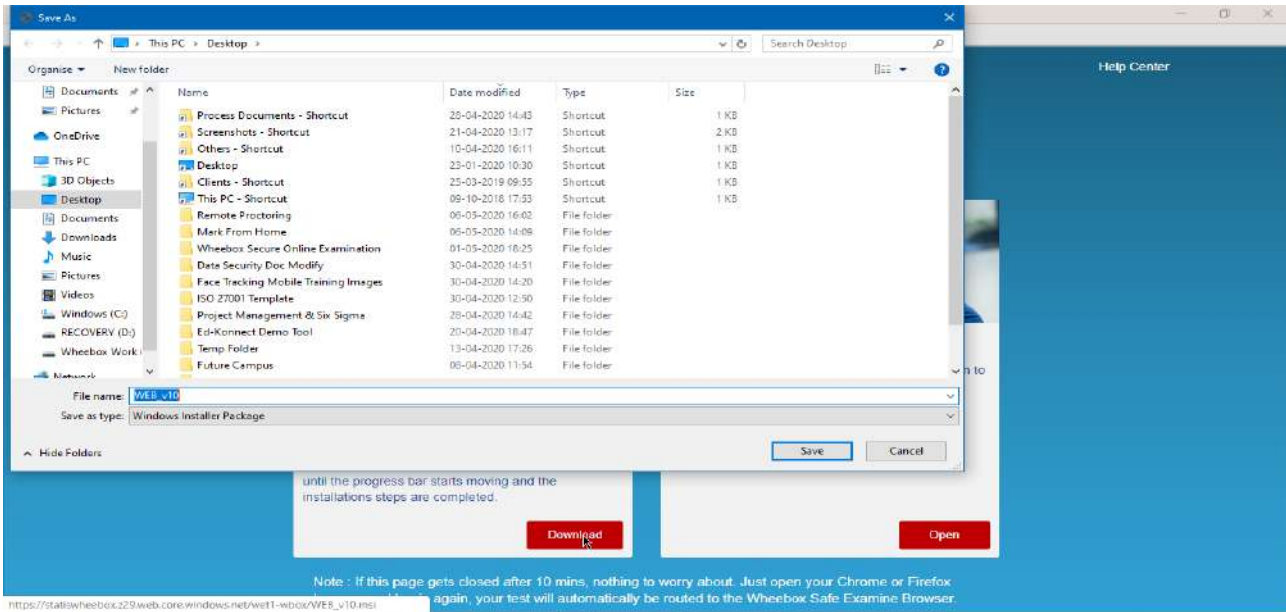 Save As
This PC > Desktop >
Search Desktop
Organise
New folder
Help Center
Documents
Pictures
OneDrive
This PC
3D Objects
Desktop
Documents
Downloads
Music
Pictures
Videos
Windows (C:)
RECOVERY (D:)
Wheebox Work
Network
Name Date modified Type Size
Process Documents - Shortcut 28-04-2020 14:43 Shortcut 1 KB
Screenshots - Shortcut 21-04-2020 13:17 Shortcut 2 KB
Others - Shortcut 10-04-2020 16:11 Shortcut 1 KB
Desktop 23-01-2020 10:30 Shortcut 1 KB
Clients - Shortcut 25-03-2019 09:55 Shortcut 1 KB
This PC - Shortcut 09-10-2018 17:53 Shortcut 1 KB
Remote Proctoring 06-05-2020 16:02 File folder
Mark From Home 06-05-2020 14:09 File folder
Wheebox Secure Online Examination 01-05-2020 18:25 File folder
Data Security Doc Modify 30-04-2020 14:51 File folder
Face Tracking Mobile Training Images 30-04-2020 14:20 File folder
ISO 27001 Template 30-04-2020 12:50 File folder
Project Management & Six Sigma 28-04-2020 14:42 File folder
Ed-Konnect Demo Tool 20-04-2020 18:47 File folder
Temp Folder 13-04-2020 17:26 File folder
Future Campus 08-04-2020 11:54 File folder
n to
File name: WEB_v10
Save as type: Windows Installer Package
Hide Folders
Save
Cancel
until the progress bar starts moving and the
installations steps are completed.
Download
Open
Note : If this page gets closed after 10 mins, nothing to worry about. Just open your Chrome or Firefox
again, your test will automatically be routed to the Wheebox Safe Examine Browser.